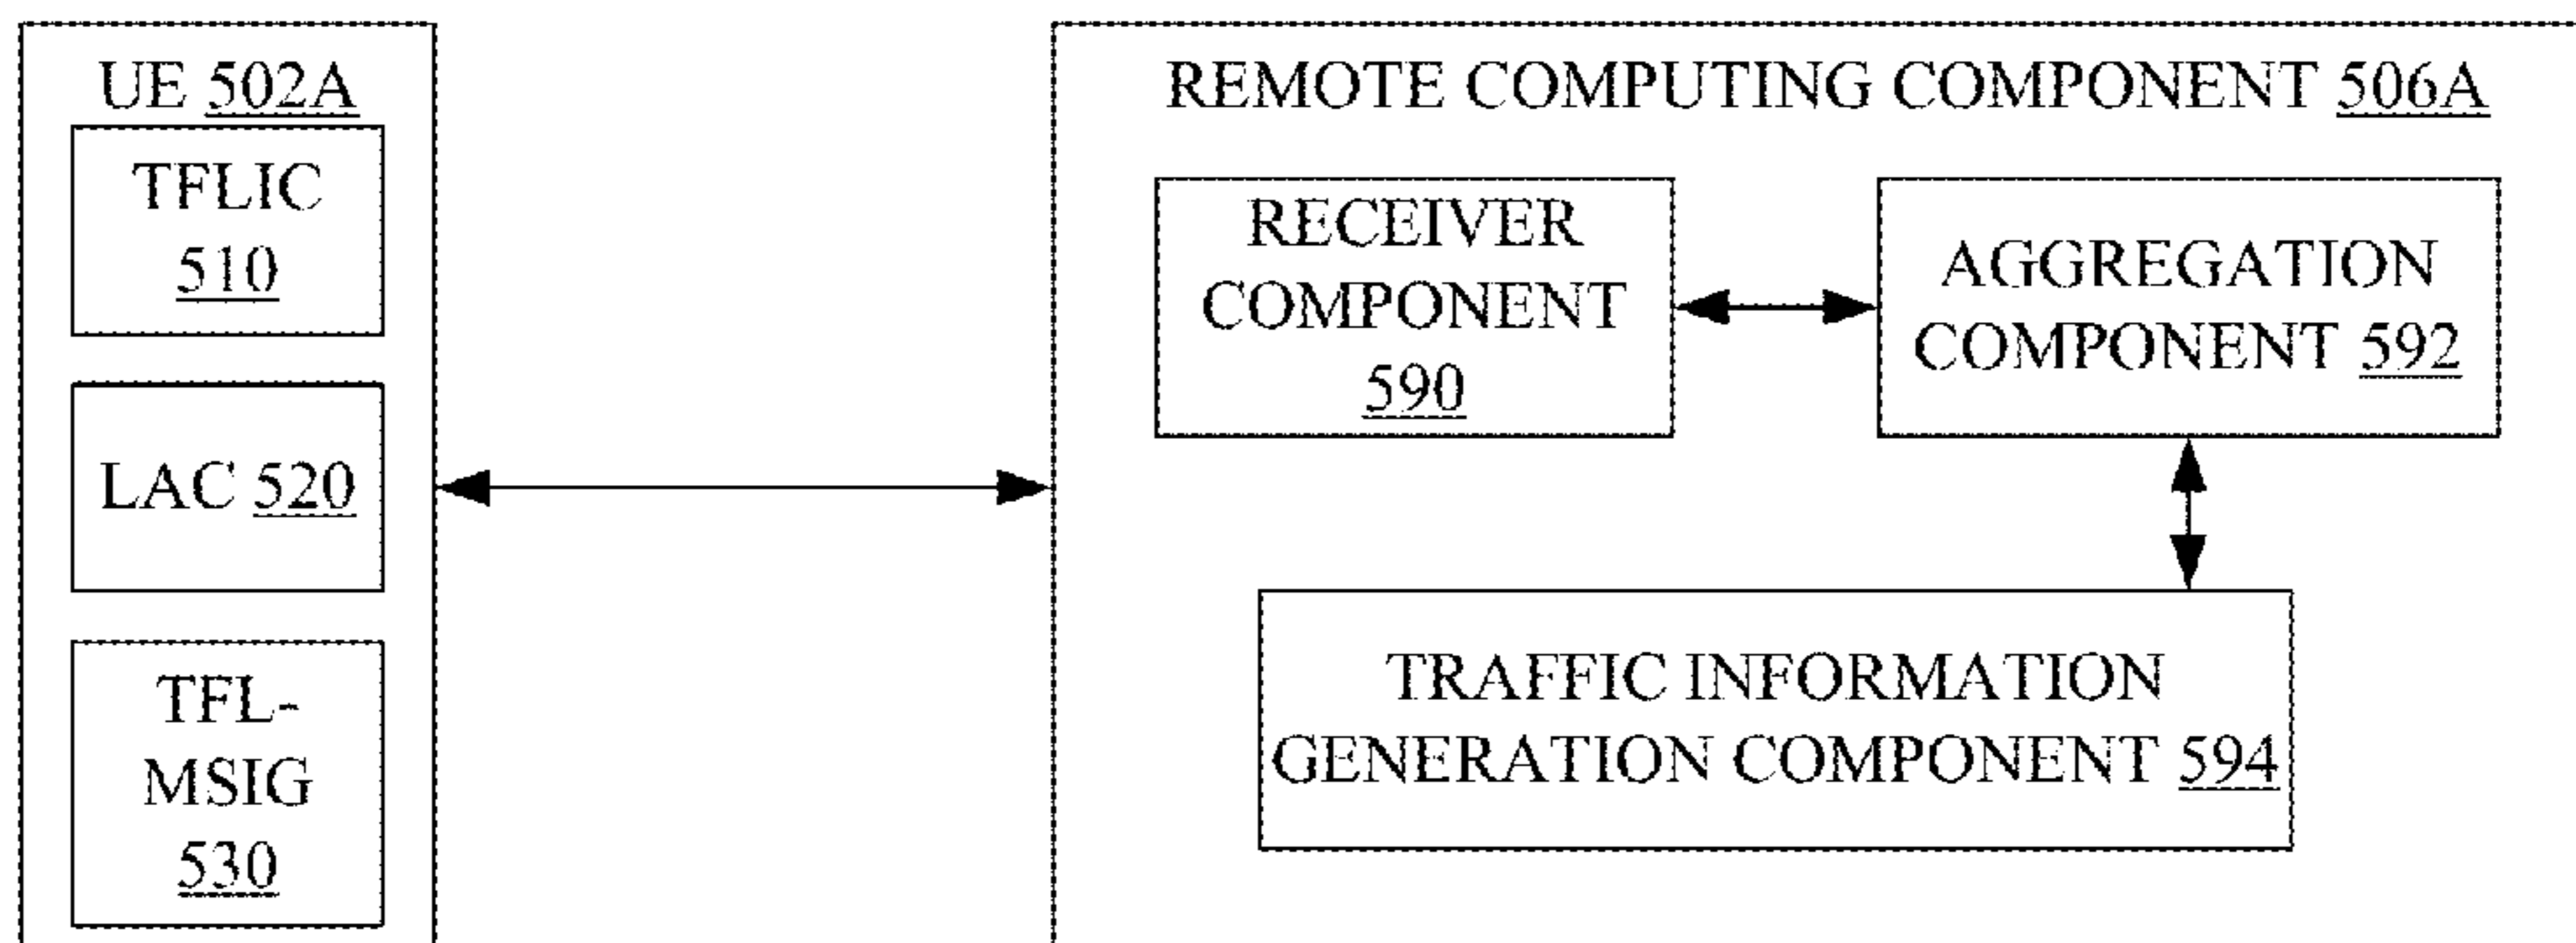 UE 502A
TFLIC
510
LAC 520
TFL-
MSIG
530
REMOTE COMPUTING COMPONENT 506A
RECEIVER
COMPONENT
590
AGGREGATION
COMPONENT 592
TRAFFIC INFORMATION
GENERATION COMPONENT 594